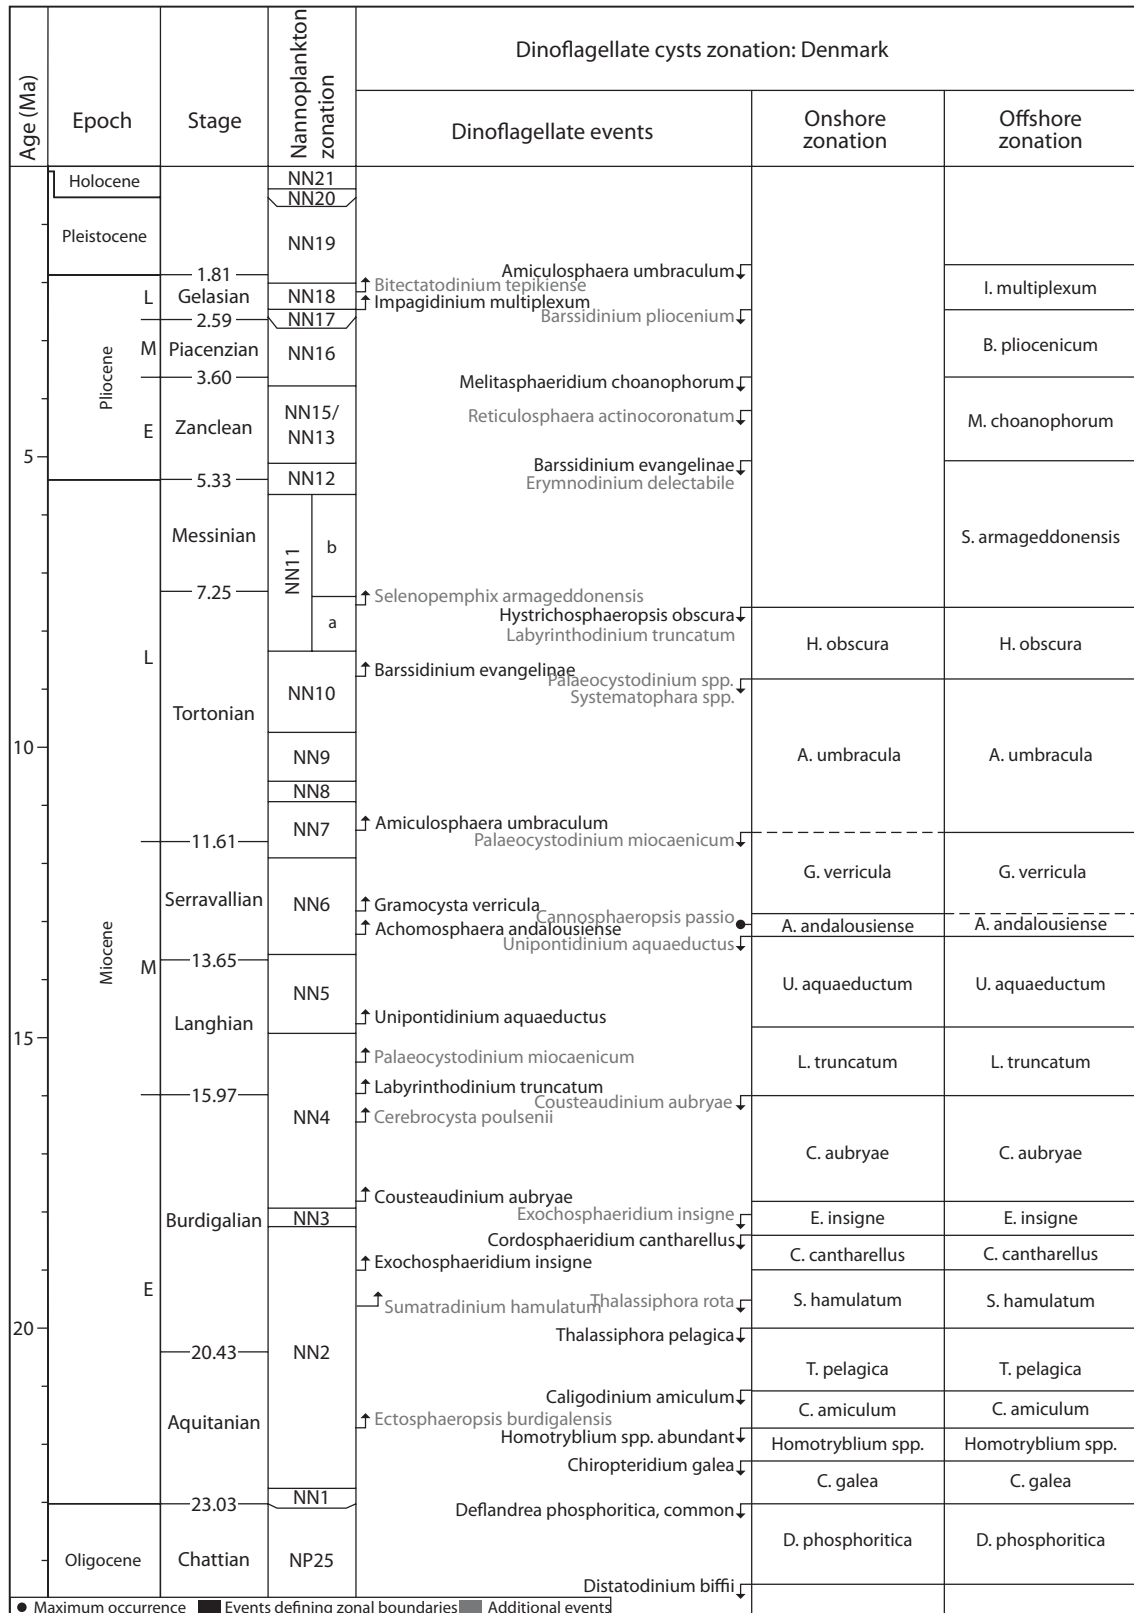 Age (Ma)
Epoch
Stage
Nannoplankton
zonation
Dinoflagellate cysts zonation: Denmark
Dinoflagellate events
Onshore
zonation
Offshore
zonation
5
10
15
20
Holocene
Pleistocene
Pliocene
L
M
E
Miocene
L
M
E
Oligocene
1.81
Gelasian
2.59
Piacenzian
3.60
Zanclean
5.33
Messinian
7.25
Tortonian
11.61
Serravallian
13.65
Langhian
15.97
Burdigalian
20.43
Aquitanian
23.03
Chattian
NN21
NN20
NN19
NN18
NN17
NN16
NN15/
NN13
NN12
NN11
b
a
NN10
NN9
NN8
NN7
NN6
NN5
NN4
NN3
NN2
NN1
NP25
Amiculosphaera umbraculum
Bitectatodinium tepikiense
Impagidinium multiplexum
Barssidinium pliocenium
Melitasphaeridium choanophorum
Reticulosphaera actinocoronatum
Barssidinium evangelinae
Erymnodinium delectabile
Selenopemphix armageddonensis
Hystrichosphaeropsis obscura
Labyrinthodinium truncatum
Barssidinium evangelinae
Palaeocystodinium spp.
Systematophara spp.
Amiculosphaera umbraculum
Palaeocystodinium miocaenicum
Gramocysta verricula
Cannosphaeropsis passio
Achomosphaera andalousiense
Unipontidinium aquaeductus
Unipontidinium aquaeductus
Palaeocystodinium miocaenicum
Labyrinthodinium truncatum
Cousteaudinium aubryae
Cerebrocysta poulsenii
Cousteaudinium aubryae
Exochosphaeridium insigne
Cordosphaeridium cantharellus
Exochosphaeridium insigne
Sumatradinium hamulatum
Thalassiphora rota
Thalassiphora pelagica
Caligodinium amiculum
Ectosphaeropsis burdigalensis
Homotryblium spp. abundant
Chiropteridium galea
Deflandrea phosphoritica, common
Distatodinium biffii
H. obscura
A. umbracula
G. verricula
A. andalousiense
U. aquaeductum
L. truncatum
C. aubryae
E. insigne
C. cantharellus
S. hamulatum
T. pelagica
C. amiculum
Homotryblium spp.
C. galea
D. phosphoritica
I. multiplexum
B. pliocenicum
M. choanophorum
S. armageddonensis
H. obscura
A. umbracula
G. verricula
A. andalousiense
U. aquaeductum
L. truncatum
C. aubryae
E. insigne
C. cantharellus
S. hamulatum
T. pelagica
C. amiculum
Homotryblium spp.
C. galea
D. phosphoritica
Maximum occurrence Events defining zonal boundaries Additional events